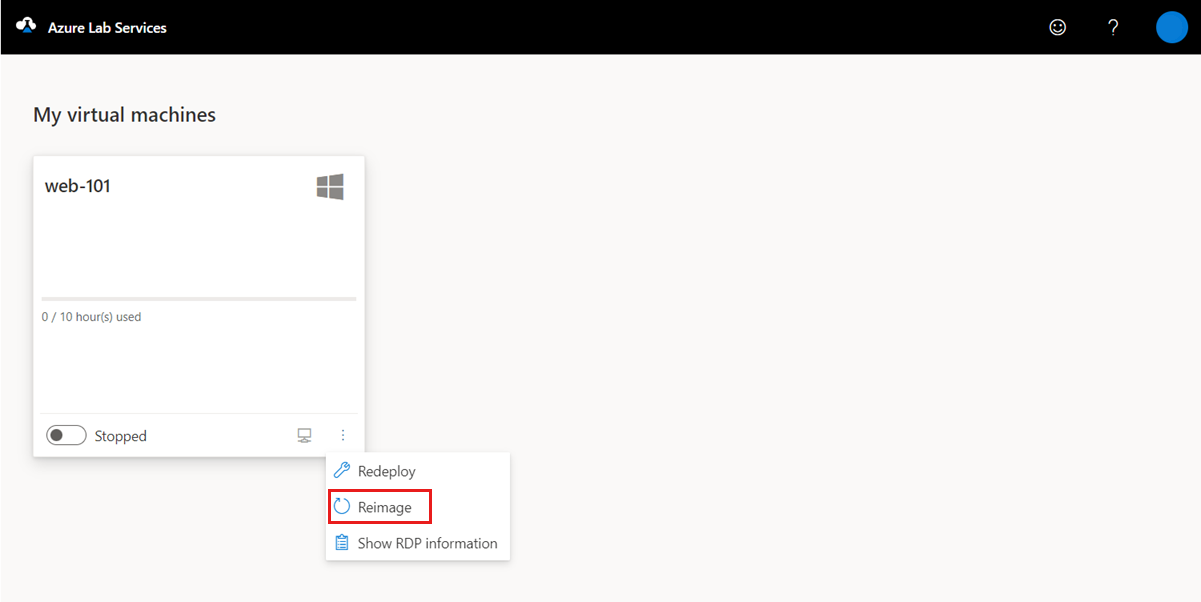 Azure Lab Services
?
My virtual machines
web-101
0 / 10 hour(s) used
Stopped
Redeploy
Reimage
Show RDP information